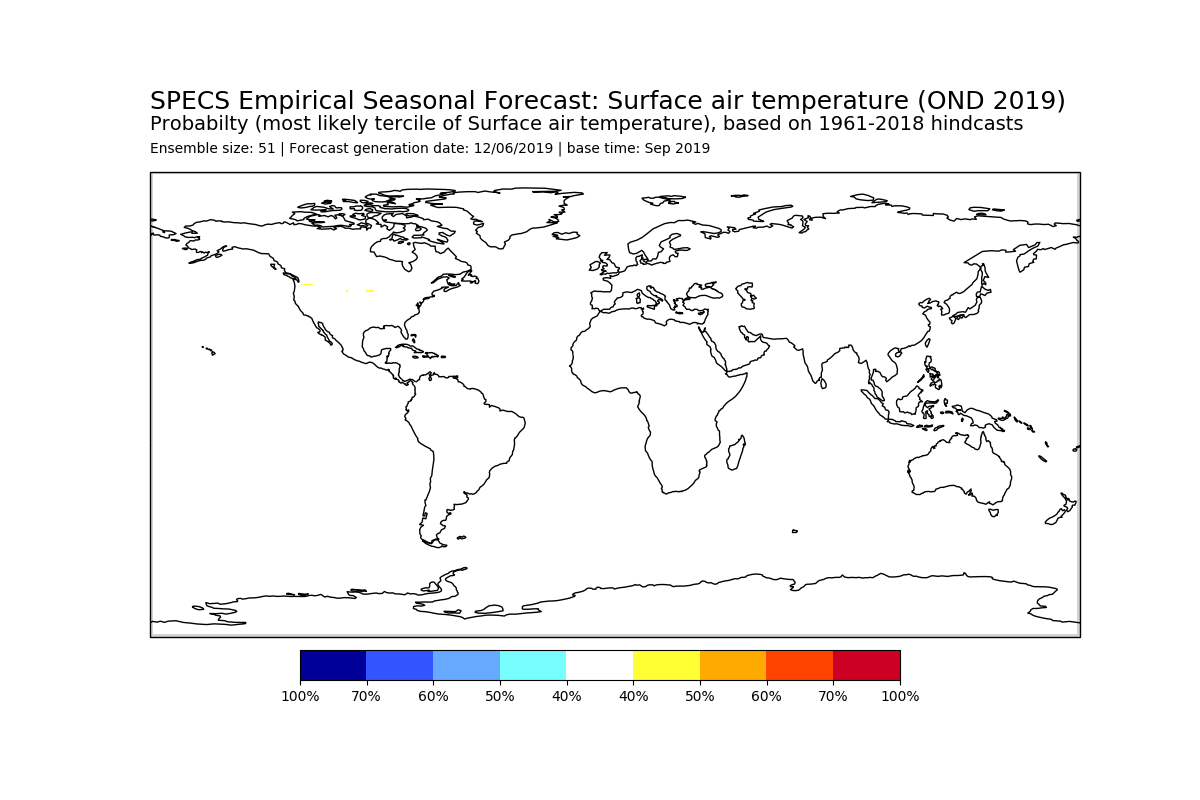 SPECS Empirical Seasonal Forecast: Surface air temperature (OND 2019)
Probabilty (most likely tercile of Surface air temperature), based on 1961-2018 hindcasts
Ensemble size: 51 | Forecast generation date: 12/06/2019 | base time: Sep 2019
100% 70% 60% 50% 40% 40% 50% 60% 70% 100%